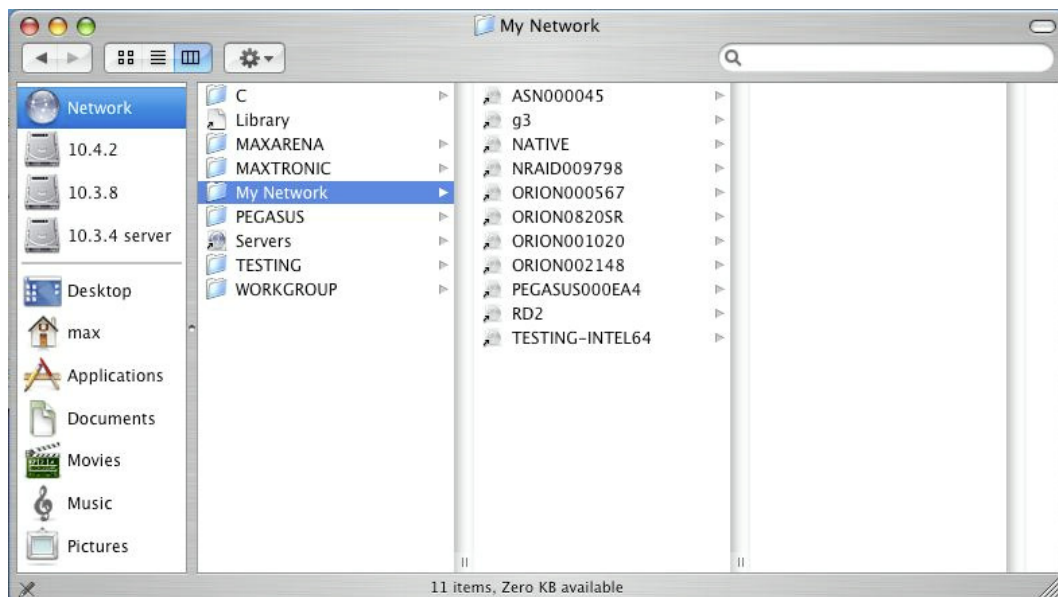 My Network
Network
10.4.2
10.3.8
10.3.4 server
Desktop
max
Applications
Documents
Movies
Music
Pictures
C
Library
MAXARENA
MAXTRONIC
My Network
PEGASUS
Servers
TESTING
WORKGROUP
ASN000045
g3
NATIVE
NRAID009798
ORION000567
ORION0820SR
ORION001020
ORION002148
PEGASUS000EA4
RD2
TESTING-INTEL64
11 items, Zero KB available